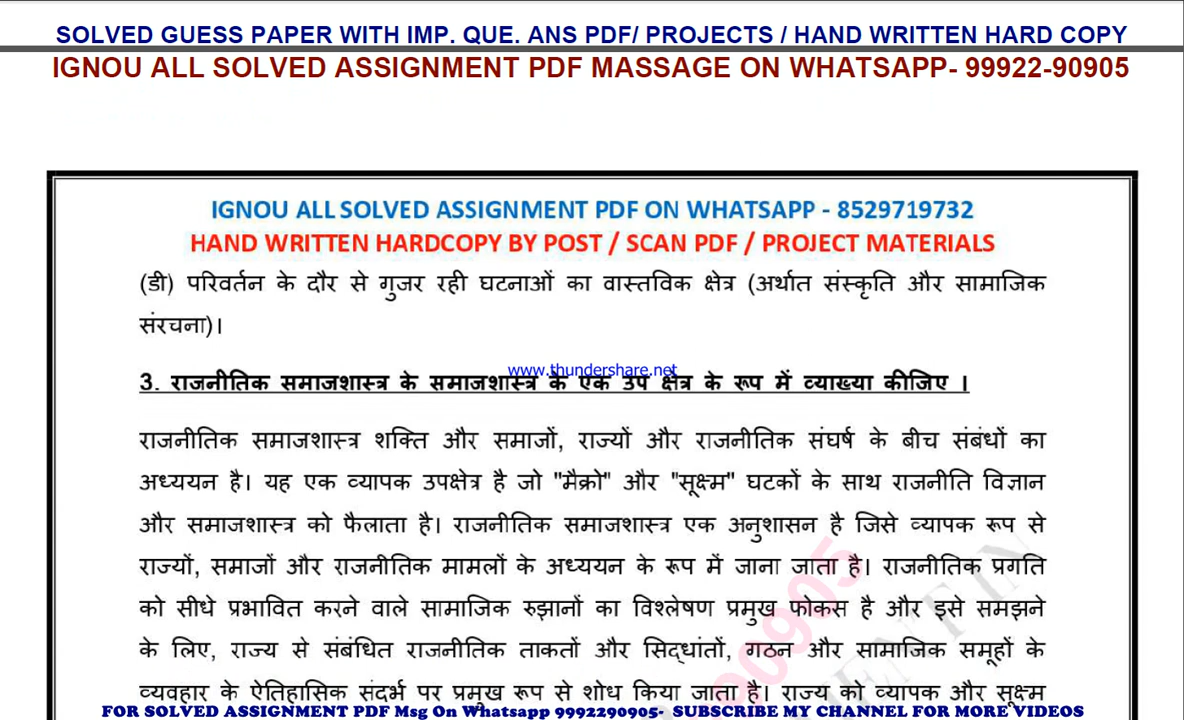 SOLVED GUESS PAPER WITH IMP. QUE. ANS PDF/ PROJECTS / HAND WRITTEN HARD COPY
IGNOU ALL SOLVED ASSIGNMENT PDF MASSAGE ON WHATSAPP- 99922-90905
IGNOU ALL SOLVED ASSIGNMENT PDF ON WHATSAPP - 8529719732
HAND WRITTEN HARDCOPY BY POST / SCAN PDF / PROJECT MATERIALS
(डी) परिवर्तन के दौर से गुजर रही घटनाओं का वास्तविक क्षेत्र (अर्थात संस्कृति और सामाजिक
संरचना)।
www.thundershare.net
3. राजनीतिक समाजशास्त्र के समाजशास्त्र के एक उप क्षेत्र के रूप में व्याख्या कीजिए ।
राजनीतिक समाजशास्त्र शक्ति और समाजों, राज्यों और राजनीतिक संघर्ष के बीच संबंधों का
अध्ययन है। यह एक व्यापक उपक्षेत्र है जो "मैक्रो" और "सूक्ष्म" घटकों के साथ राजनीति विज्ञान
और समाजशास्त्र को फैलाता है। राजनीतिक समाजशास्त्र एक अनुशासन है जिसे व्यापक रूप से
राज्यों, समाजों और राजनीतिक मामलों के अध्ययन के रूप में जाना जाता है। राजनीतिक प्रगति
को सीधे प्रभावित करने वाले सामाजिक रुझानों का विश्लेषण प्रमुख फोकस है और इसे समझने
के लिए, राज्य से संबंधित राजनीतिक ताकतों और सिद्धांतों, गठन और सामाजिक समूहों के
व्यवहार के ऐतिहासिक संदर्भ पर प्रमुख रूप से शोध किया जाता है। राज्य को व्यापक और सूक्ष्म
FOR SOLVED ASSIGNMENT PDF Msg On Whatsapp 9992290905- SUBSCRIBE MY CHANNEL FOR MORE VIDEOS